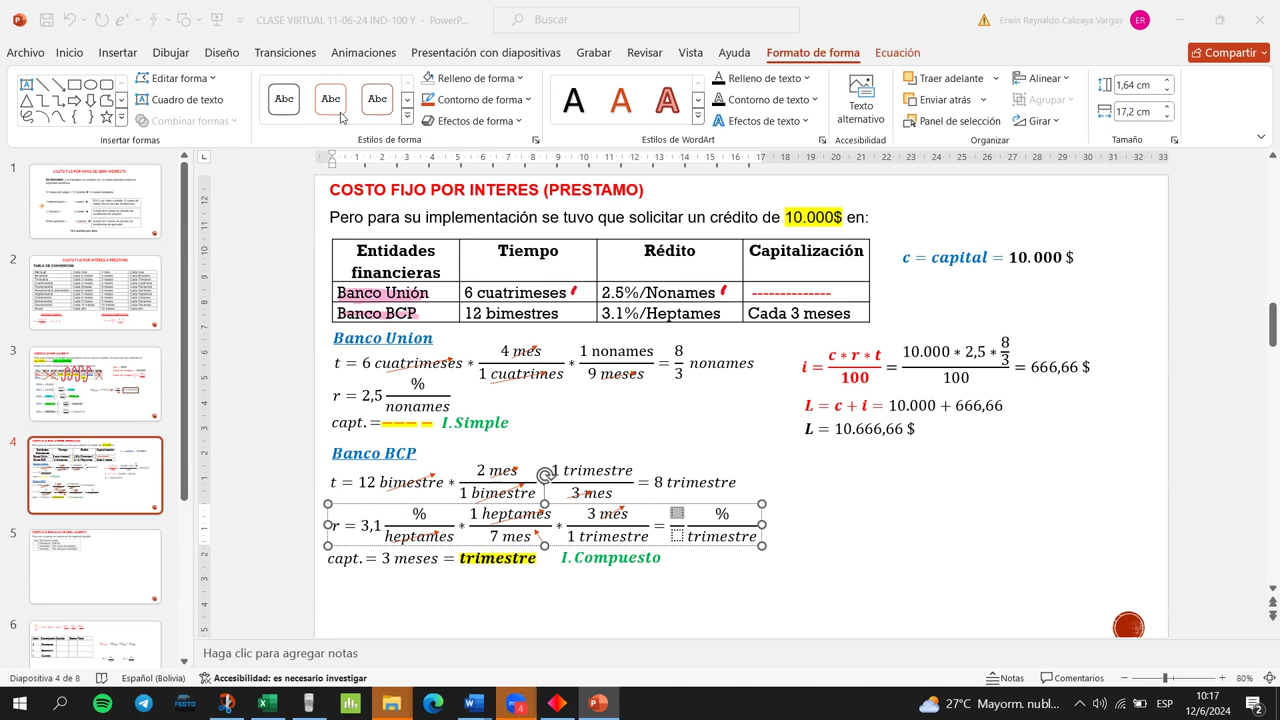 CLASE VIRTUAL 11-06-24 IND-100 Y - PowerP...
Buscar
Erwin Reynaldo Calizaya Vargas
ER
Archivo Inicio Insertar Dibujar Diseño Transiciones Animaciones Presentación con diapositivas Grabar Revisar Vista Ayuda Formato de forma Ecuación
Compartir
Editar forma
Cuadro de texto
Combinar formas
Insertar formas
Abc Abc Abc
Relleno de forma
Contorno de forma
Efectos de forma
Estilos de forma
A A A
Relleno de texto
Contorno de texto
Efectos de texto
Estilos de WordArt
Texto alternativo
Accesibilidad
Traer adelante
Enviar atrás
Panel de selección
Alinear
Agrupar
Girar
Organizar
1,64 cm
17,2 cm
Tamaño
COSTO FIJO POR INTERES (PRESTAMO)
Pero para su implementación se tuvo que solicitar un crédito de 10.000$ en:
Entidades financieras Tiempo Rédito Capitalización
Banco Unión 6 cuatrimeses 2.5%/Nonames --------------
Banco BCP 12 bimestres 3.1%/Heptames Cada 3 meses
c = capital = 10.000 $
Banco Union
t = 6 cuatrimeses * 4 mes / 1 cuutrimes * 1 nonames / 9 meses = 8/3 nonames
r = 2,5 % / nonames
capt. = _ _ _ _ I. Simple
i = c * r * t / 100 = 10.000 * 2,5 * 8/3 / 100 = 666,66 $
L = c + i = 10.000 + 666,66
L = 10.666,66 $
Banco BCP
t = 12 bimestre * 2 mes / 1 bimestre * 1 trimestre / 3 mes = 8 trimestre
r = 3,1 % / heptames * 1 heptames / 7 mes * 3 mes / 1 trimestre = % / trimestre
capt. = 3 meses = trimestre I. Compuesto
1
2
3
4
5
6
Haga clic para agregar notas
Diapositiva 4 de 8
Español (Bolivia)
Accesibilidad: es necesario investigar
Notas
Comentarios
80%
27°C Mayorm. nubl...
ESP
10:17
12/6/2024